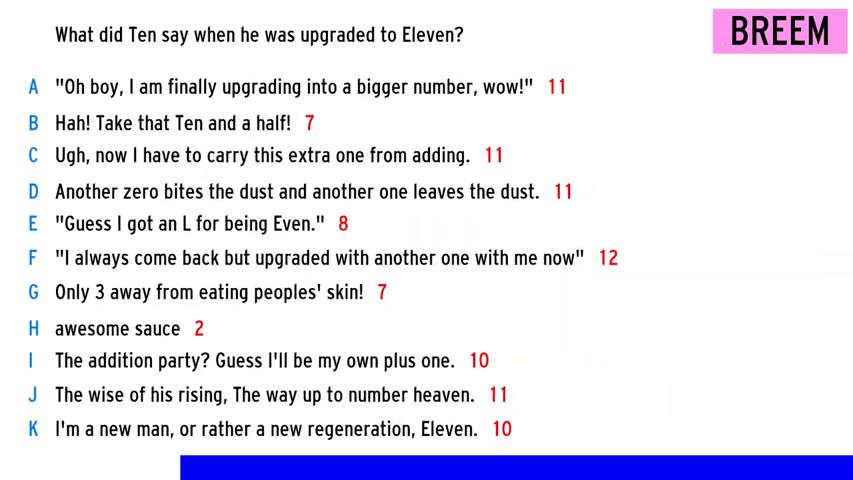 What did Ten say when he was upgraded to Eleven?
BREEM
A "Oh boy, I am finally upgrading into a bigger number, wow!" 11
B Hah! Take that Ten and a half! 7
C Ugh, now I have to carry this extra one from adding. 11
D Another zero bites the dust and another one leaves the dust. 11
E "Guess I got an L for being Even." 8
F "I always come back but upgraded with another one with me now" 12
G Only 3 away from eating peoples' skin! 7
H awesome sauce 2
I The addition party? Guess I'll be my own plus one. 10
J The wise of his rising, The way up to number heaven. 11
K I'm a new man, or rather a new regeneration, Eleven. 10